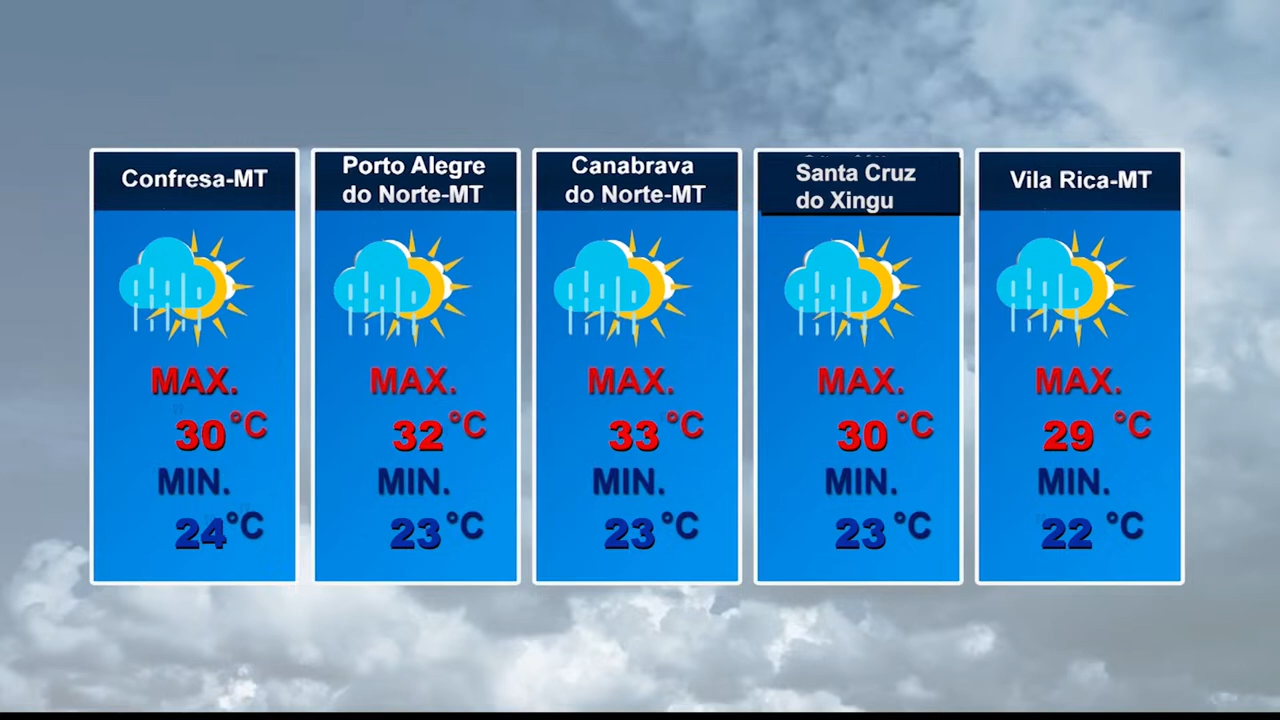 Confresa-MT
MAX.
30°C
MIN.
24°C
Porto Alegre
do Norte-MT
MAX.
32°C
MIN.
23°C
Canabrava
do Norte-MT
MAX.
33°C
MIN.
23°C
Santa Cruz
do Xingu
MAX.
30°C
MIN.
23°C
Vila Rica-MT
MAX.
29°C
MIN.
22°C